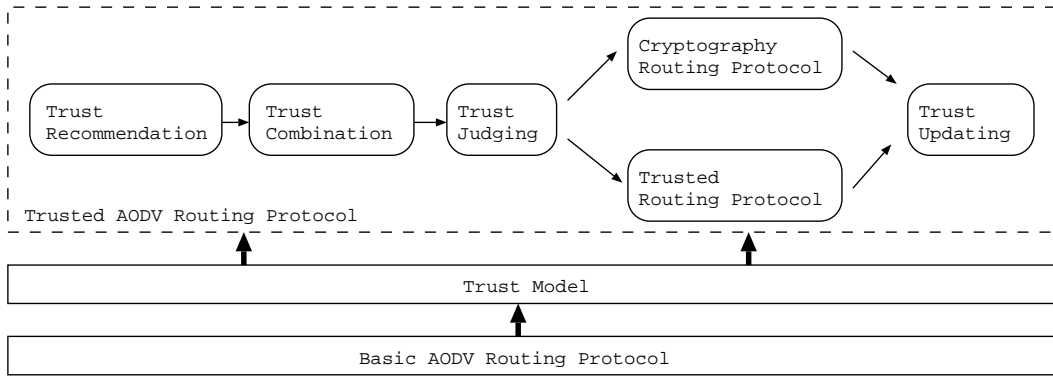 Trust
Recommendation
Trust
Combination
Trust
Judging
Cryptography
Routing Protocol
Trusted
Routing Protocol
Trust
Updating
Trusted AODV Routing Protocol
Trust Model
Basic AODV Routing Protocol